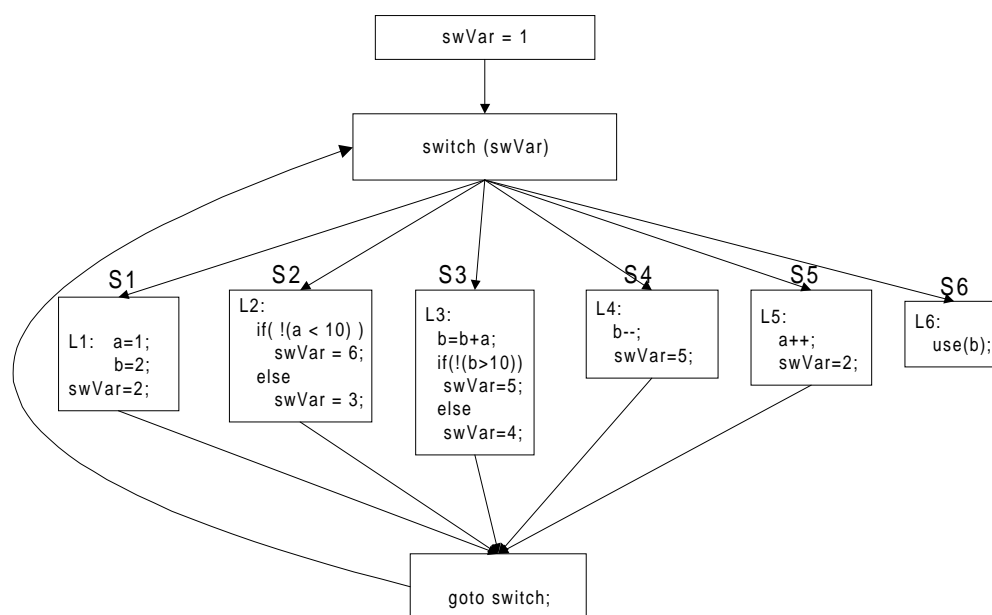 swVar = 1
switch (swVar)
S1
L1: a=1;
b=2;
swVar=2;
S2
L2:
if( !(a < 10) )
swVar = 6;
else
swVar = 3;
S3
L3:
b=b+a;
if(!(b>10))
swVar=5;
else
swVar=4;
S4
L4:
b--;
swVar=5;
S5
L5:
a++;
swVar=2;
S6
L6:
use(b);
goto switch;